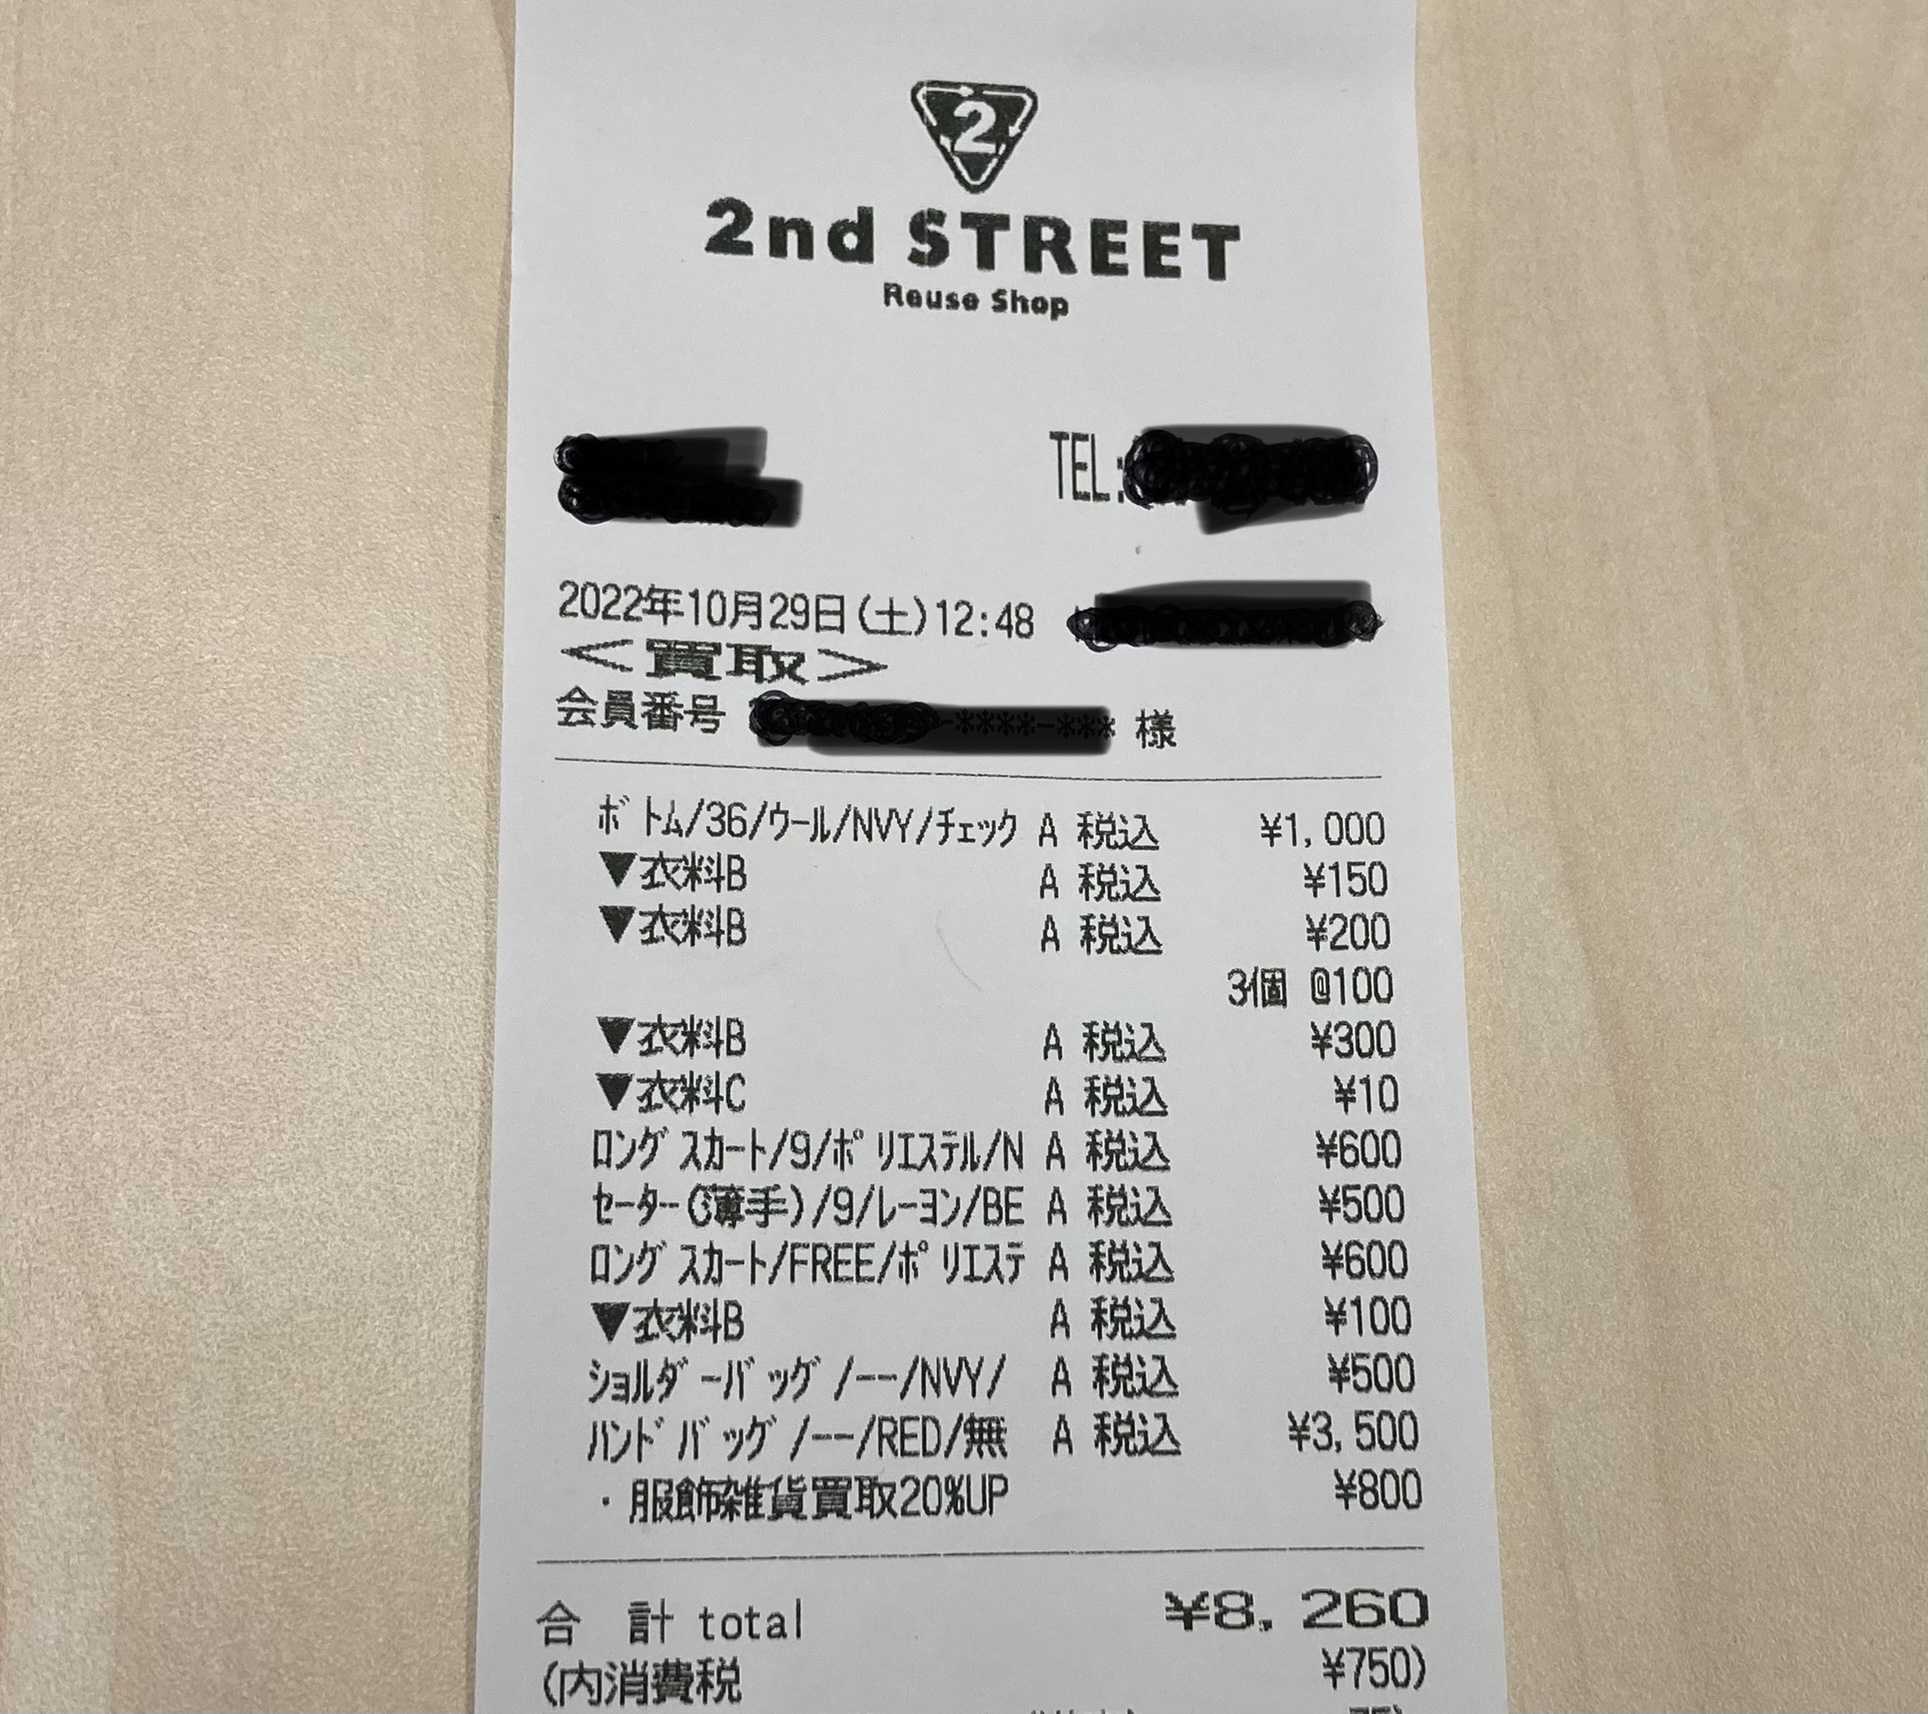 2
2nd STREET
Reuse Shop
TEL:
2022年10月29日(土)12:48
<買取>
会員番号 -****-*** 様
ﾎﾞﾄﾑ/36/ｳｰﾙ/NVY/ﾁｪｯｸ A 税込 ¥1,000
▼衣料B A 税込 ¥150
▼衣料B A 税込 ¥200
3個 @100
▼衣料B A 税込 ¥300
▼衣料C A 税込 ¥10
ﾛﾝｸﾞｽｶｰﾄ/9/ﾎﾟﾘｴｽﾃﾙ/N A 税込 ¥600
ｾｰﾀｰ(薄手)/9/ﾚｰﾖﾝ/BE A 税込 ¥500
ﾛﾝｸﾞｽｶｰﾄ/FREE/ﾎﾟﾘｴｽﾃ A 税込 ¥600
▼衣料B A 税込 ¥100
ｼｮﾙﾀﾞｰﾊﾞｯｸﾞ/--/NVY/ A 税込 ¥500
ﾊﾝﾄﾞﾊﾞｯｸﾞ/--/RED/無 A 税込 ¥3,500
・服飾雑貨買取20%UP ¥800
合 計 total ¥8,260
(内消費税 ¥750)